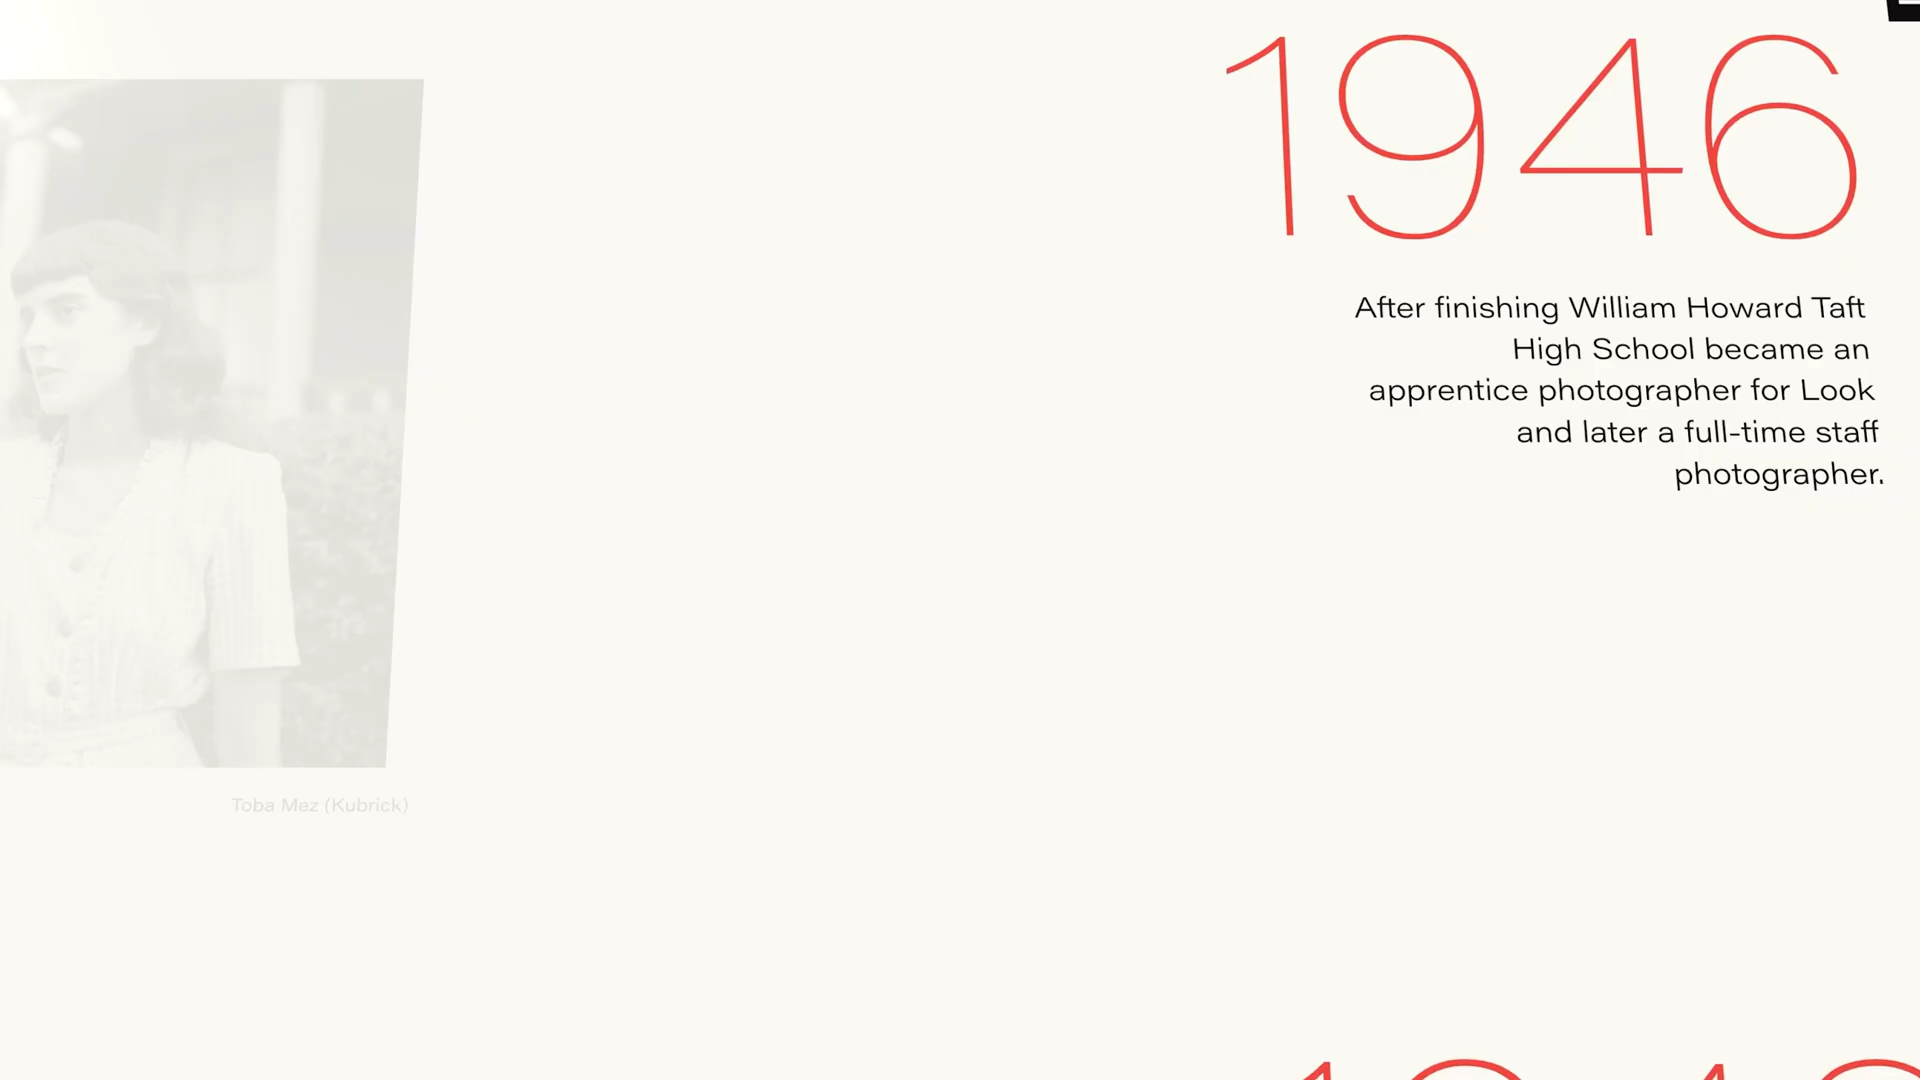 1946
After finishing William Howard Taft
High School became an
apprentice photographer for Look
and later a full-time staff
photographer.
Toba Mez (Kubrick)